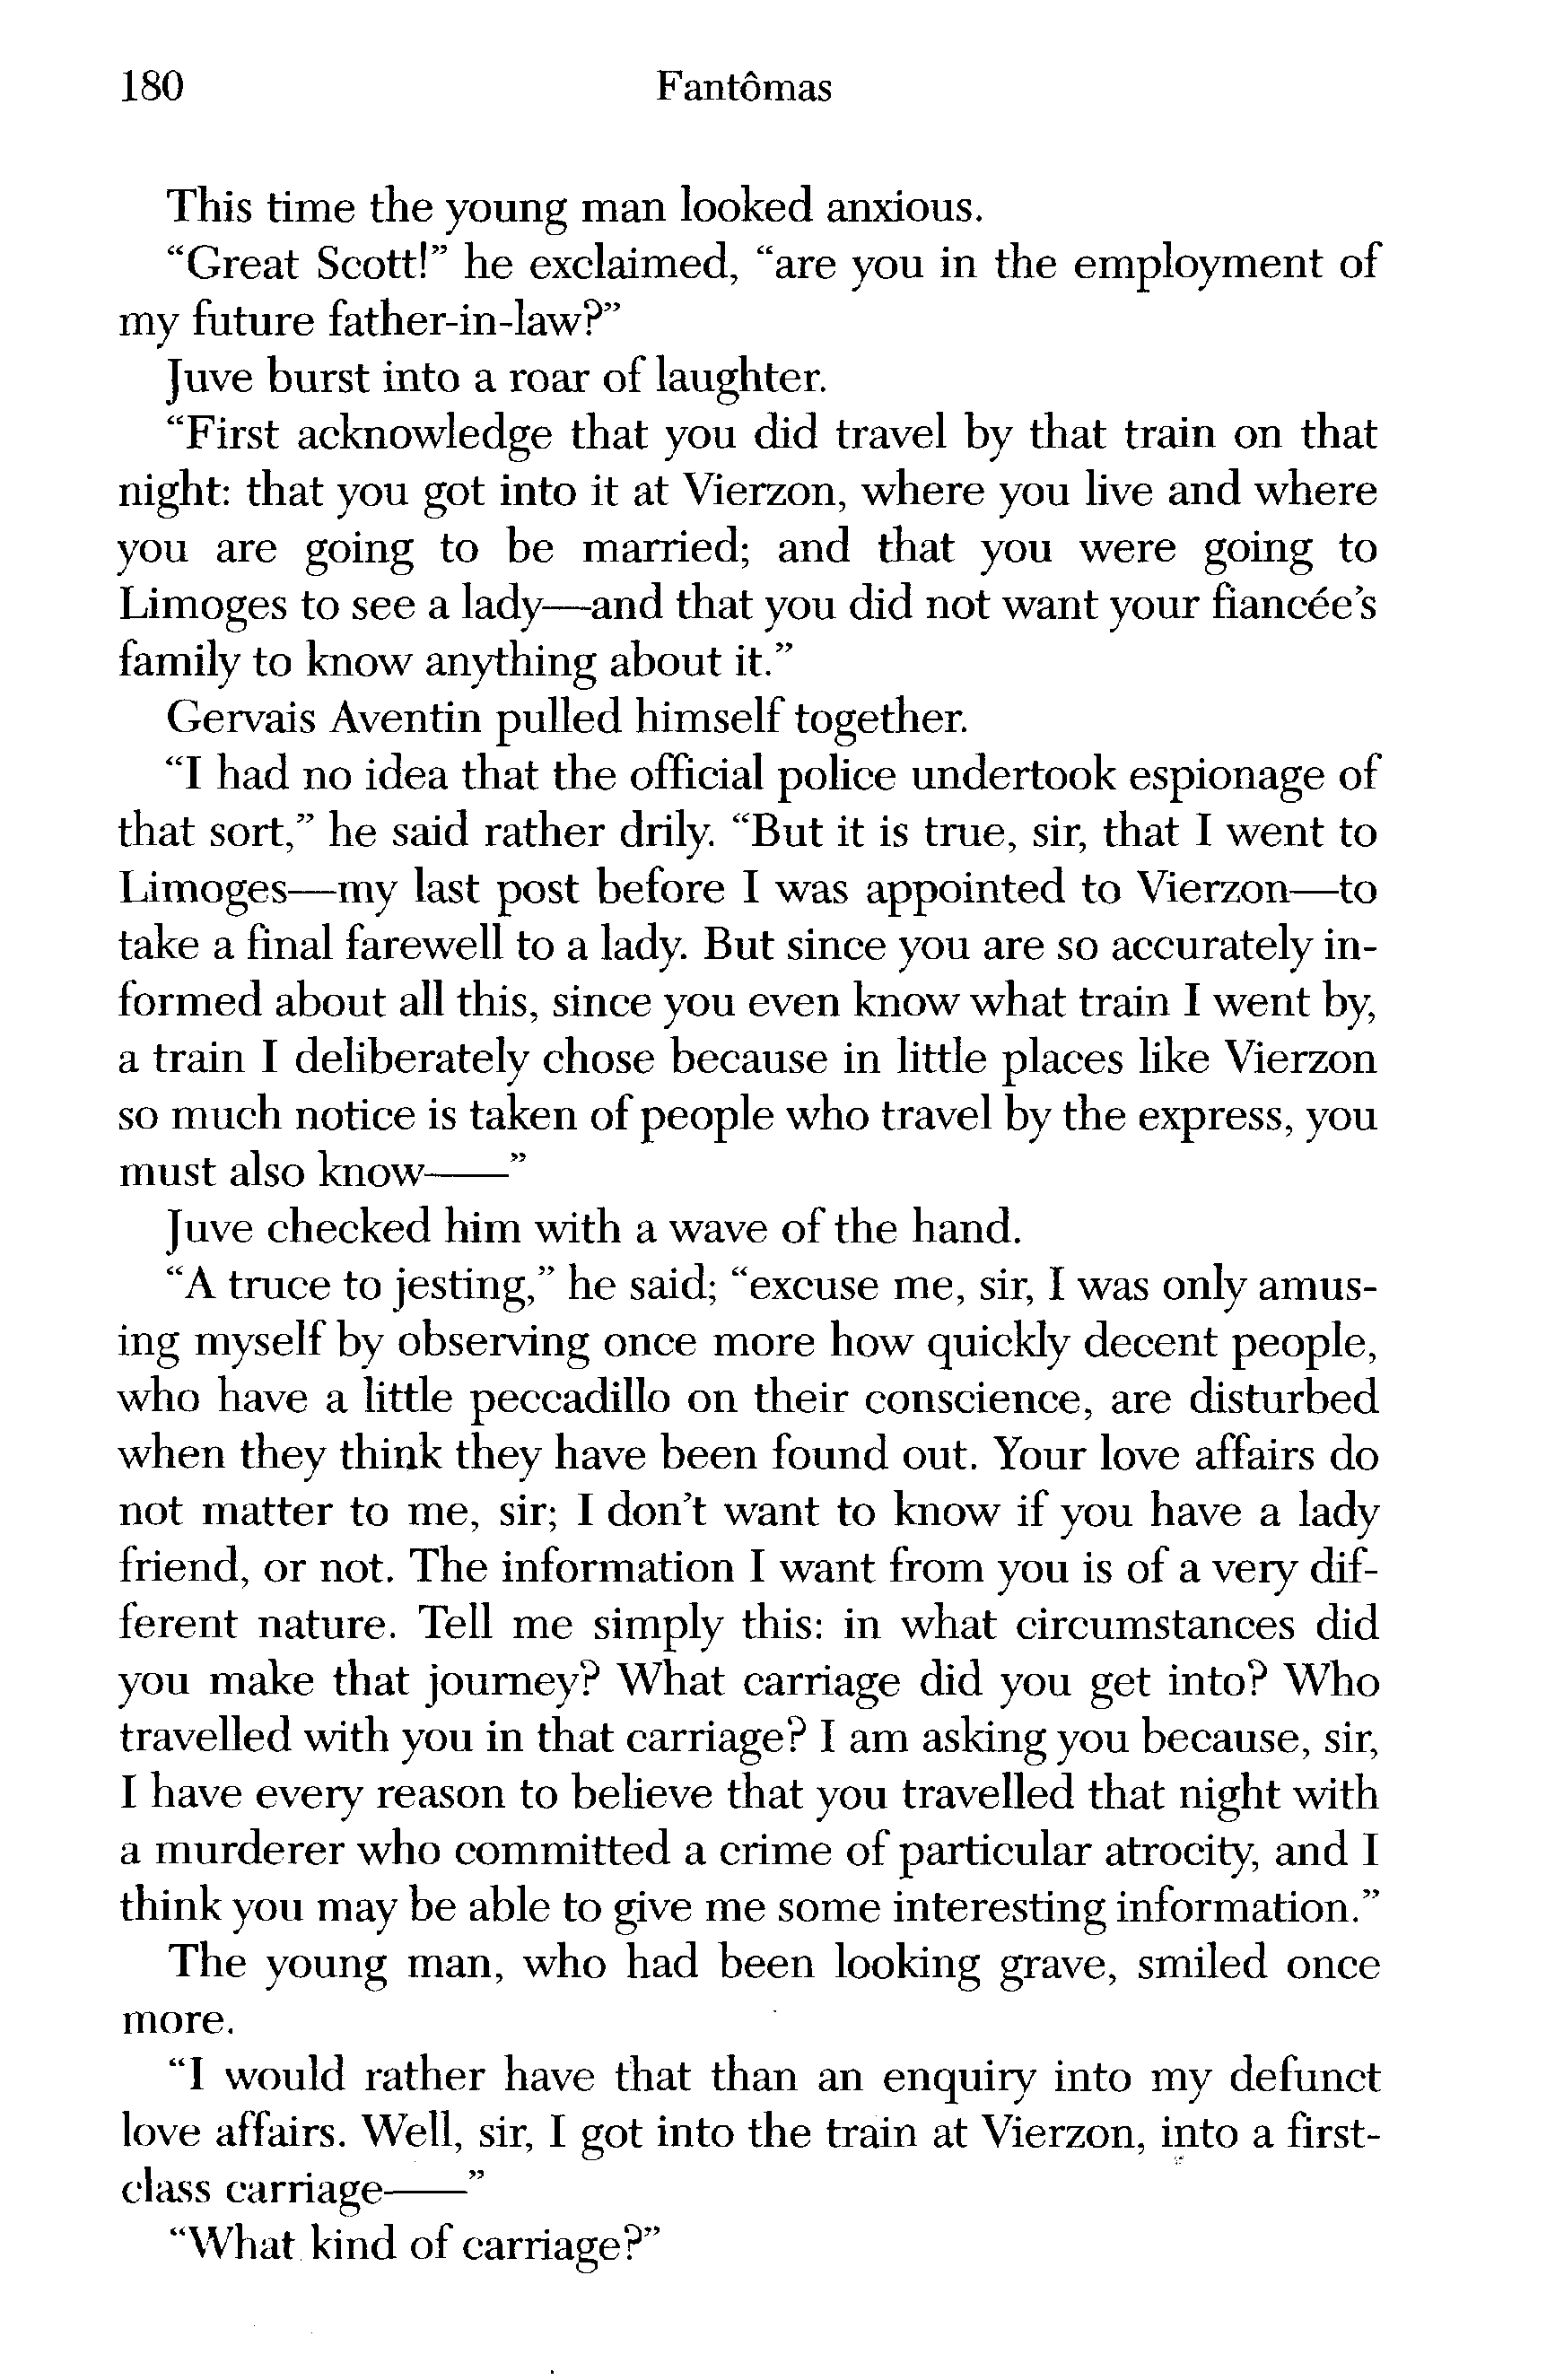 180 Fantômas
This time the young man looked anxious.
“Great Scott!” he exclaimed, “are you in the employment of
my future father-in-law?”
Juve burst into a roar of laughter.
“First acknowledge that you did travel by that train on that
night: that you got into it at Vierzon, where you live and where
you are going to be married; and that you were going to
Limoges to see a lady—and that you did not want your fiancée’s
family to know anything about it.”
Gervais Aventin pulled himself together.
“I had no idea that the official police undertook espionage of
that sort,” he said rather drily. “But it is true, sir, that I went to
Limoges—my last post before I was appointed to Vierzon—to
take a final farewell to a lady. But since you are so accurately in-
formed about all this, since you even know what train I went by,
a train I deliberately chose because in little places like Vierzon
so much notice is taken of people who travel by the express, you
must also know——”
Juve checked him with a wave of the hand.
“A truce to jesting,” he said; “excuse me, sir, I was only amus-
ing myself by observing once more how quickly decent people,
who have a little peccadillo on their conscience, are disturbed
when they think they have been found out. Your love affairs do
not matter to me, sir; I don’t want to know if you have a lady
friend, or not. The information I want from you is of a very dif-
ferent nature. Tell me simply this: in what circumstances did
you make that journey? What carriage did you get into? Who
travelled with you in that carriage? I am asking you because, sir,
I have every reason to believe that you travelled that night with
a murderer who committed a crime of particular atrocity, and I
think you may be able to give me some interesting information.”
The young man, who had been looking grave, smiled once
more.
“I would rather have that than an enquiry into my defunct
love affairs. Well, sir, I got into the train at Vierzon, into a first-
class carriage——”
“What kind of carriage?”